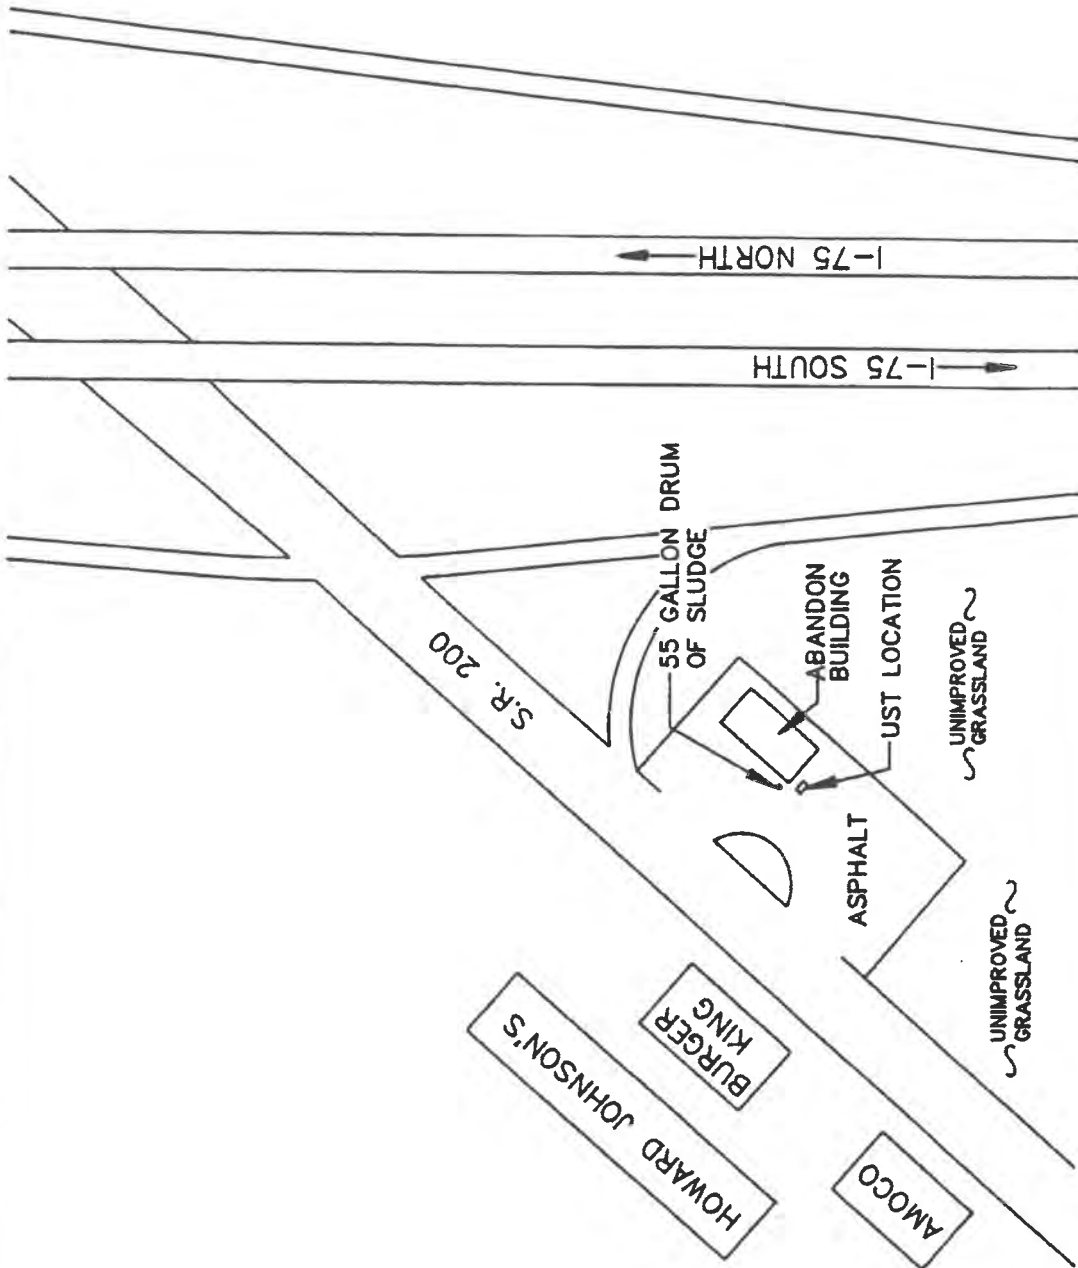 I-75 NORTH
I-75 SOUTH
55 GALLON DRUM
OF SLUDGE
S.R. 200
ABANDON
BUILDING
UST LOCATION
UNIMPROVED
GRASSLAND
ASPHALT
UNIMPROVED
GRASSLAND
BURGER
KING
HOWARD JOHNSON'S
AMOCO